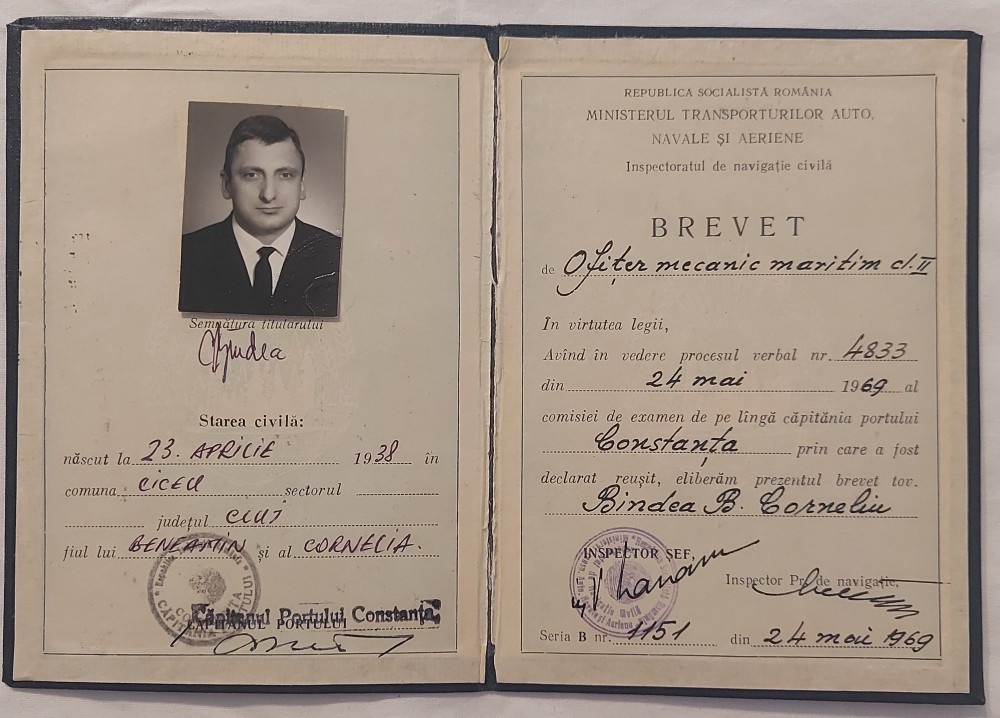 Semnătura titularului
Bindea
Starea civilă:
născut la 23. APRILIE 1938 în
comuna CICEU sectorul
județul CLUJ
fiul lui BENEAMIN și al CORNELIA.
Căpitanul Portului Constanța
CĂPITANUL PORTULUI
REPUBLICA SOCIALISTĂ ROMÂNIA
MINISTERUL TRANSPORTURILOR AUTO,
NAVALE ȘI AERIENE
Inspectoratul de navigație civilă
BREVET
de Ofițer mecanic maritim cl. II
În virtutea legii,
Avînd în vedere procesul verbal nr. 4833
din 24 mai 1969 al
comisiei de examen de pe lîngă căpitănia portului
Constanța prin care a fost
declarat reușit, eliberăm prezentul brevet tov.
Bindea B. Corneliu
INSPECTOR ȘEF,
Inspector Pr. de navigație,
Seria B nr. 1151 din 24 mai 1969